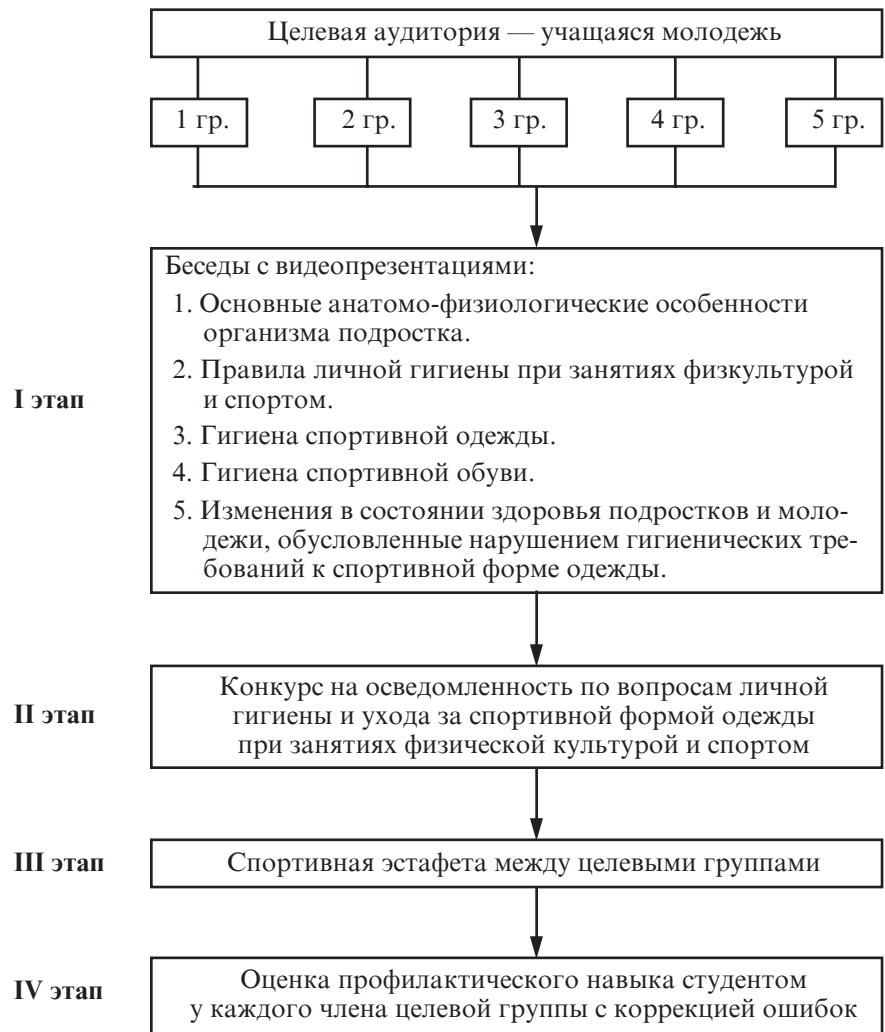 Целевая аудитория — учащаяся молодежь
1 гр. 2 гр. 3 гр. 4 гр. 5 гр.
Беседы с видеопрезентациями:
1. Основные анатомо-физиологические особенности
организма подростка.
2. Правила личной гигиены при занятиях физкультурой
и спортом.
I этап
3. Гигиена спортивной одежды.
4. Гигиена спортивной обуви.
5. Изменения в состоянии здоровья подростков и моло-
дежи, обусловленные нарушением гигиенических тре-
бований к спортивной форме одежды.
II этап
Конкурс на осведомленность по вопросам личной
гигиены и ухода за спортивной формой одежды
при занятиях физической культурой и спортом
III этап
Спортивная эстафета между целевыми группами
IV этап
Оценка профилактического навыка студентом
у каждого члена целевой группы с коррекцией ошибок